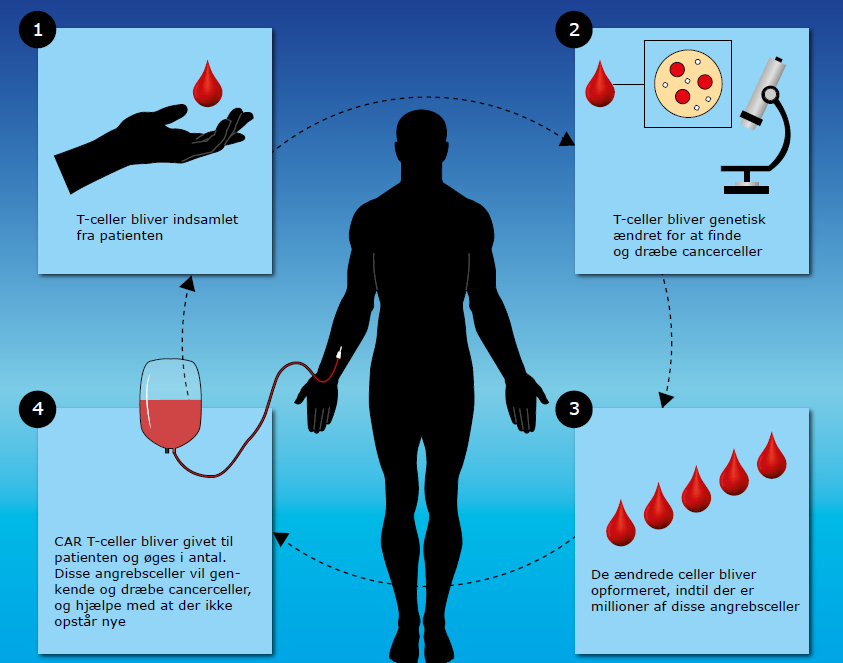 1
T-celler bliver indsamlet
fra patienten
2
T-celler bliver genetisk
ændret for at finde
og dræbe cancerceller
3
De ændrede celler bliver
opformeret, indtil der er
millioner af disse angrebsceller
4
CAR T-celler bliver givet til
patienten og øges i antal.
Disse angrebsceller vil gen-
kende og dræbe cancerceller,
og hjælpe med at der ikke
opstår nye